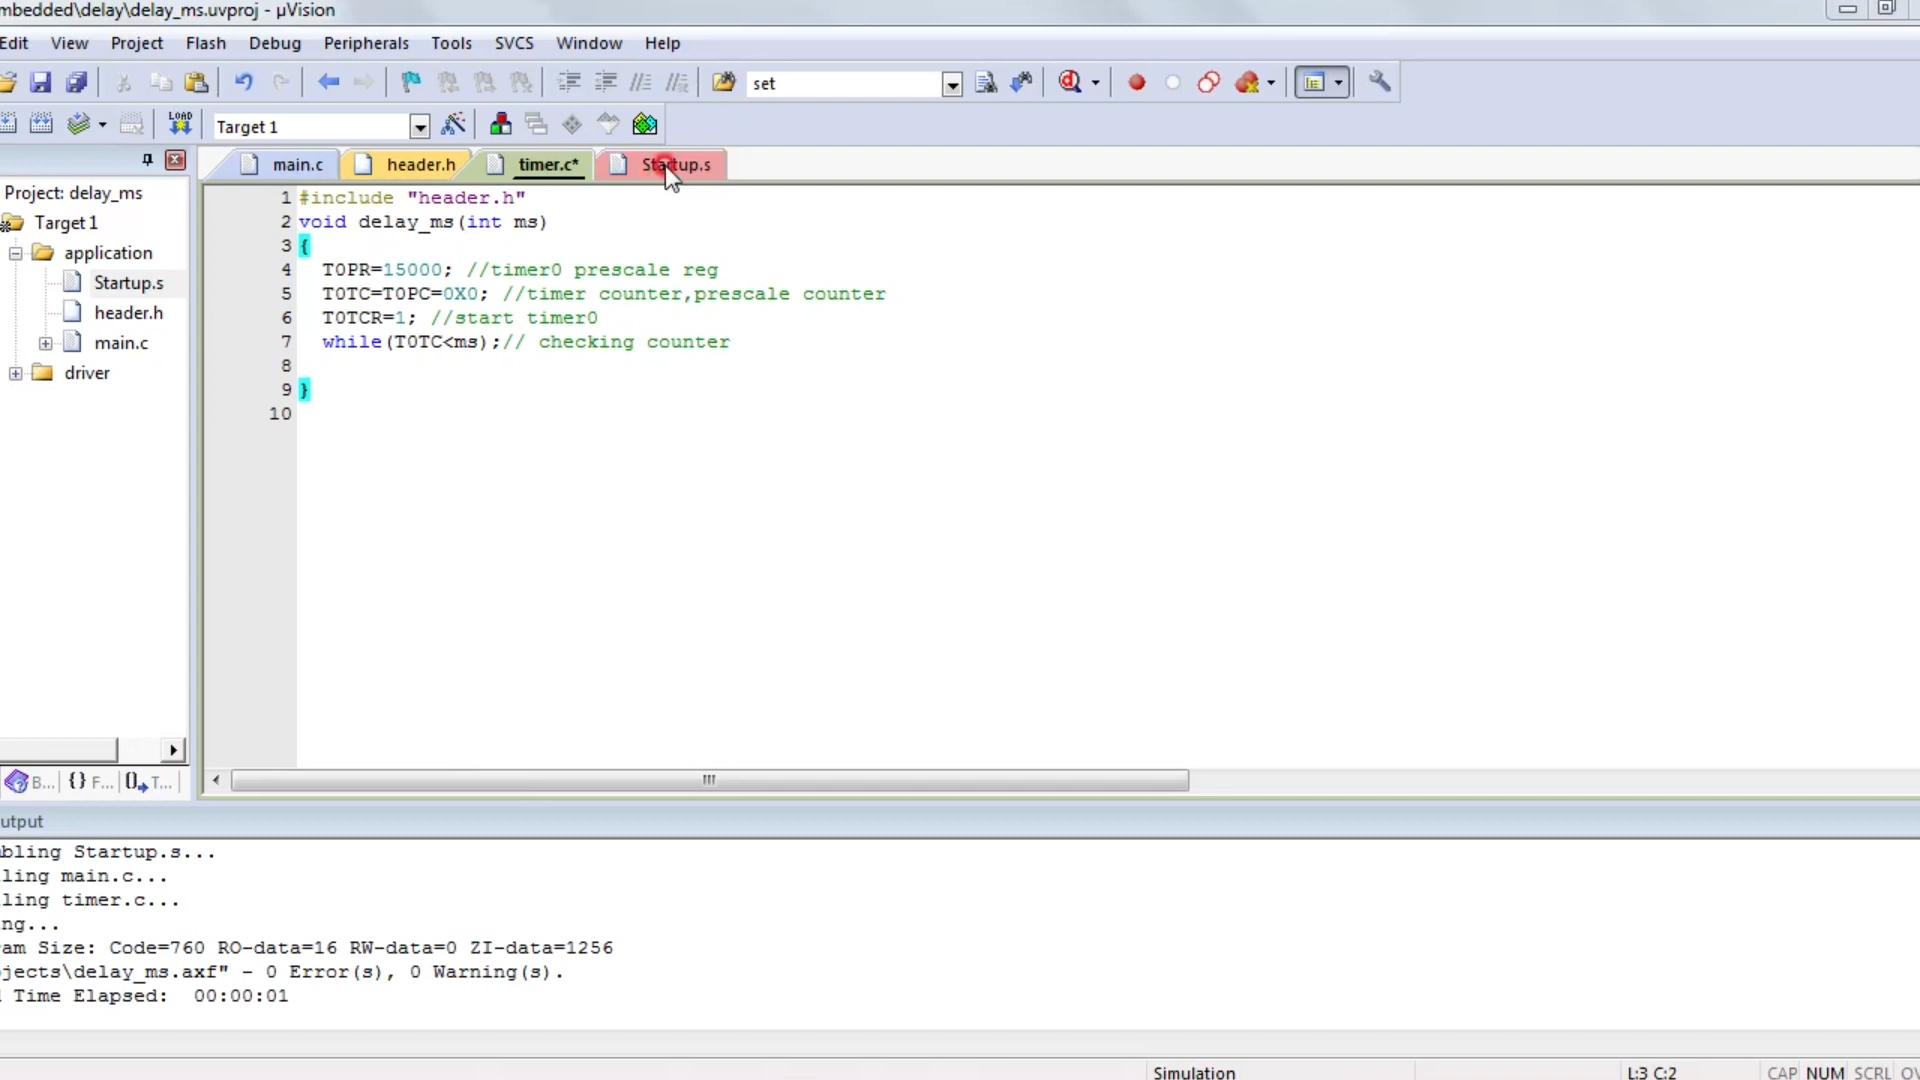 mbedded\delay\delay_ms.uvproj - µVision
Edit View Project Flash Debug Peripherals Tools SVCS Window Help
set
LOAD
Target 1
main.c header.h timer.c* Startup.s
Project: delay_ms
Target 1
application
Startup.s
header.h
main.c
driver
1 #include "header.h"
2 void delay_ms(int ms)
3 {
4 T0PR=15000; //timer0 prescale reg
5 T0TC=T0PC=0X0; //timer counter,prescale counter
6 T0TCR=1; //start timer0
7 while(T0TC<ms);// checking counter
8
9 }
10
B... {} F... 0 T...
utput
bling Startup.s...
ling main.c...
ling timer.c...
ng...
am Size: Code=760 RO-data=16 RW-data=0 ZI-data=1256
jects\delay_ms.axf" - 0 Error(s), 0 Warning(s).
Time Elapsed: 00:00:01
Simulation L:3 C:2 CAP NUM SCRL OV